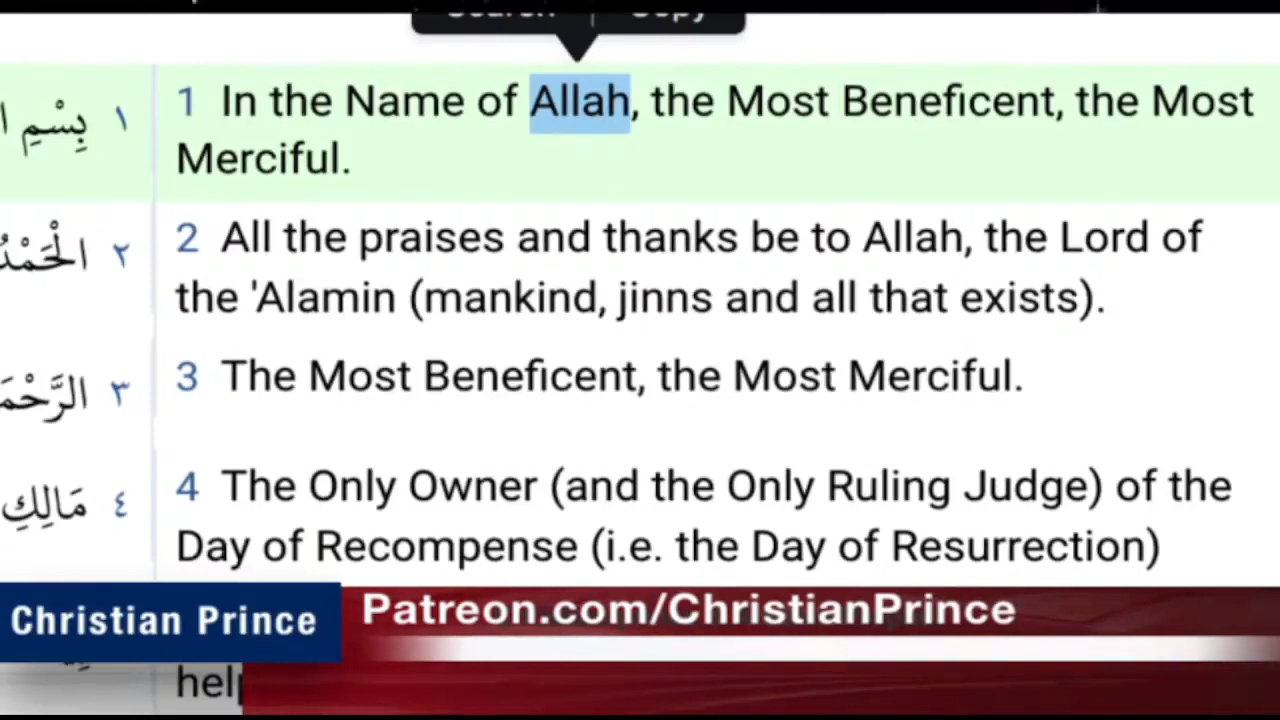 Search | Copy
١ بِسْمِ
1 In the Name of Allah, the Most Beneficent, the Most
Merciful.
٢
2 All the praises and thanks be to Allah, the Lord of
the 'Alamin (mankind, jinns and all that exists).
٣
3 The Most Beneficent, the Most Merciful.
٤ مَالِكِ
4 The Only Owner (and the Only Ruling Judge) of the
Day of Recompense (i.e. the Day of Resurrection)
Christian Prince
Patreon.com/ChristianPrince